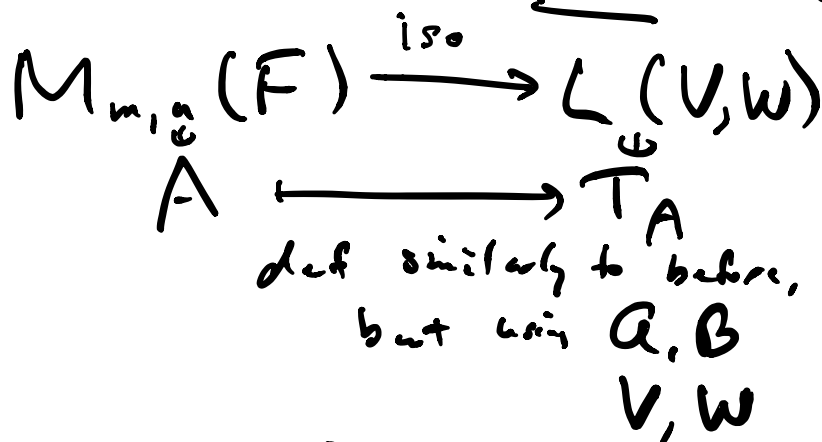 iso
M_{m,n}(F) ⟶ L(V,W)
A ⟼ T_A
def similarly to before,
but using a, B
V, W